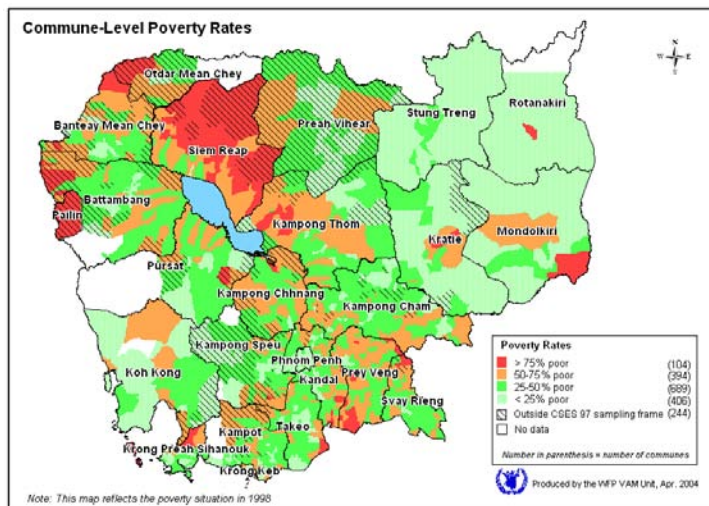 Commune-Level Poverty Rates
N
W E
S
Otdar Mean Chey
Rotanakiri
Stung Treng
Banteay Mean Chey
Preah Vihear
Siem Reap
Battambang
Pailin
Kampong Thom
Mondolkiri
Kratie
Pursat
Kampong Chhnang
Kampong Cham
Kampong Speu
Phnom Penh
Koh Kong
Kandal
Prey Veng
Svay Rieng
Takeo
Kampot
Krong Preah Sihanouk
Krong Keb
Poverty Rates
> 75% poor (104)
50-75% poor (394)
25-50% poor (689)
< 25% poor (406)
Outside CSES 97 sampling frame (244)
No data
Number in parenthesis = number of communes
Produced by the WFP VAM Unit, Apr. 2004
Note: This map reflects the poverty situation in 1998